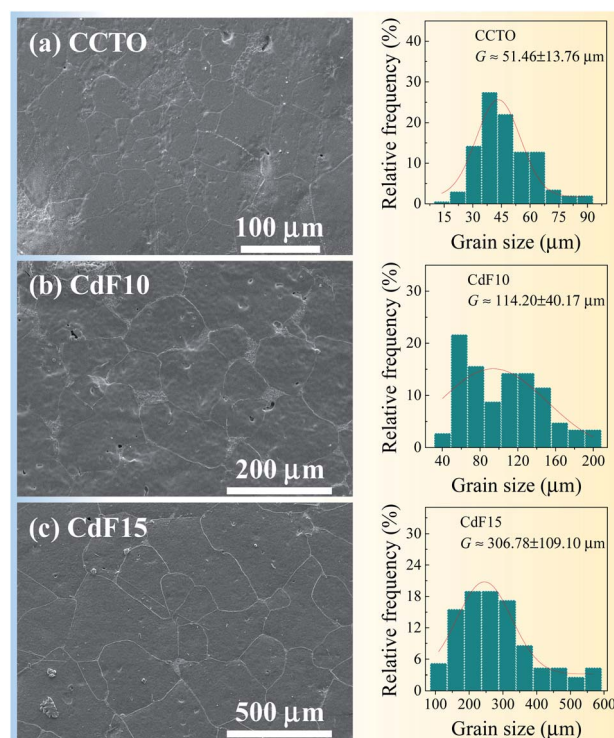 (a) CCTO
100 μm
Relative frequency (%)
40
30
20
10
0
CCTO
G ≈ 51.46±13.76 μm
15 30 45 60 75 90
Grain size (μm)
(b) CdF10
200 μm
Relative frequency (%)
30
20
10
0
CdF10
G ≈ 114.20±40.17 μm
40 80 120 160 200
Grain size (μm)
(c) CdF15
500 μm
Relative frequency (%)
30
24
18
12
6
0
CdF15
G ≈ 306.78±109.10 μm
100 200 300 400 500 600
Grain size (μm)